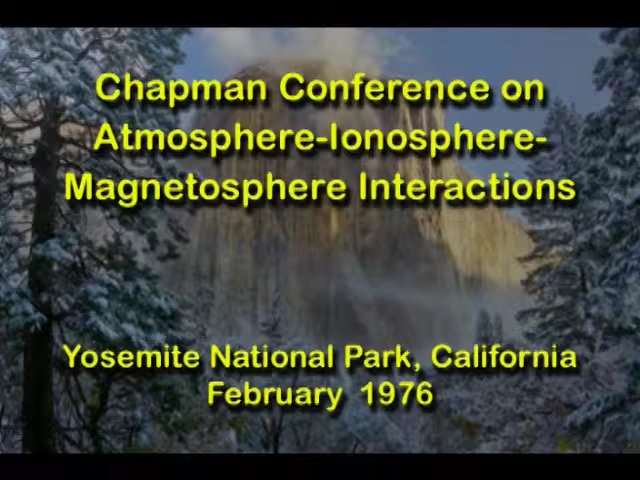 Chapman Conference on
Atmosphere-Ionosphere-
Magnetosphere Interactions
Yosemite National Park, California
February 1976